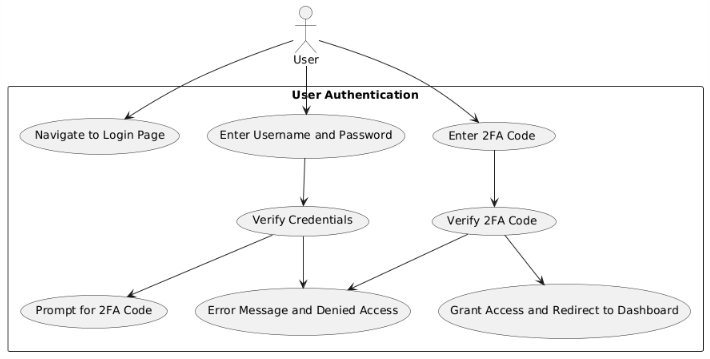 User
User Authentication
Navigate to Login Page
Enter Username and Password
Enter 2FA Code
Verify Credentials
Verify 2FA Code
Prompt for 2FA Code
Error Message and Denied Access
Grant Access and Redirect to Dashboard